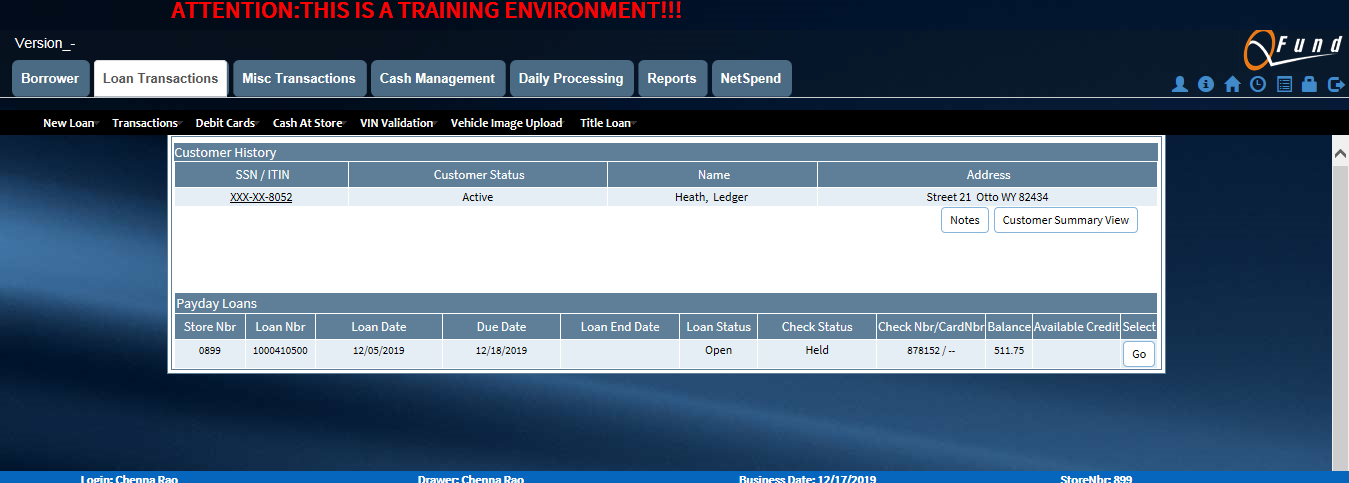 ATTENTION:THIS IS A TRAINING ENVIRONMENT!!!
Version_-
Fund
Borrower Loan Transactions Misc Transactions Cash Management Daily Processing Reports NetSpend
New Loan Transactions Debit Cards Cash At Store VIN Validation Vehicle Image Upload Title Loan
Customer History
SSN / ITIN Customer Status Name Address
XXX-XX-8052 Active Heath, Ledger Street 21 Otto WY 82434
Notes Customer Summary View
Payday Loans
Store Nbr Loan Nbr Loan Date Due Date Loan End Date Loan Status Check Status Check Nbr/CardNbr Balance Available Credit Select
0899 1000410500 12/05/2019 12/18/2019 Open Held 878152 / -- 511.75 Go
Login: Chenna Rao Drawer: Chenna Rao Business Date: 12/17/2019 StoreNbr: 899